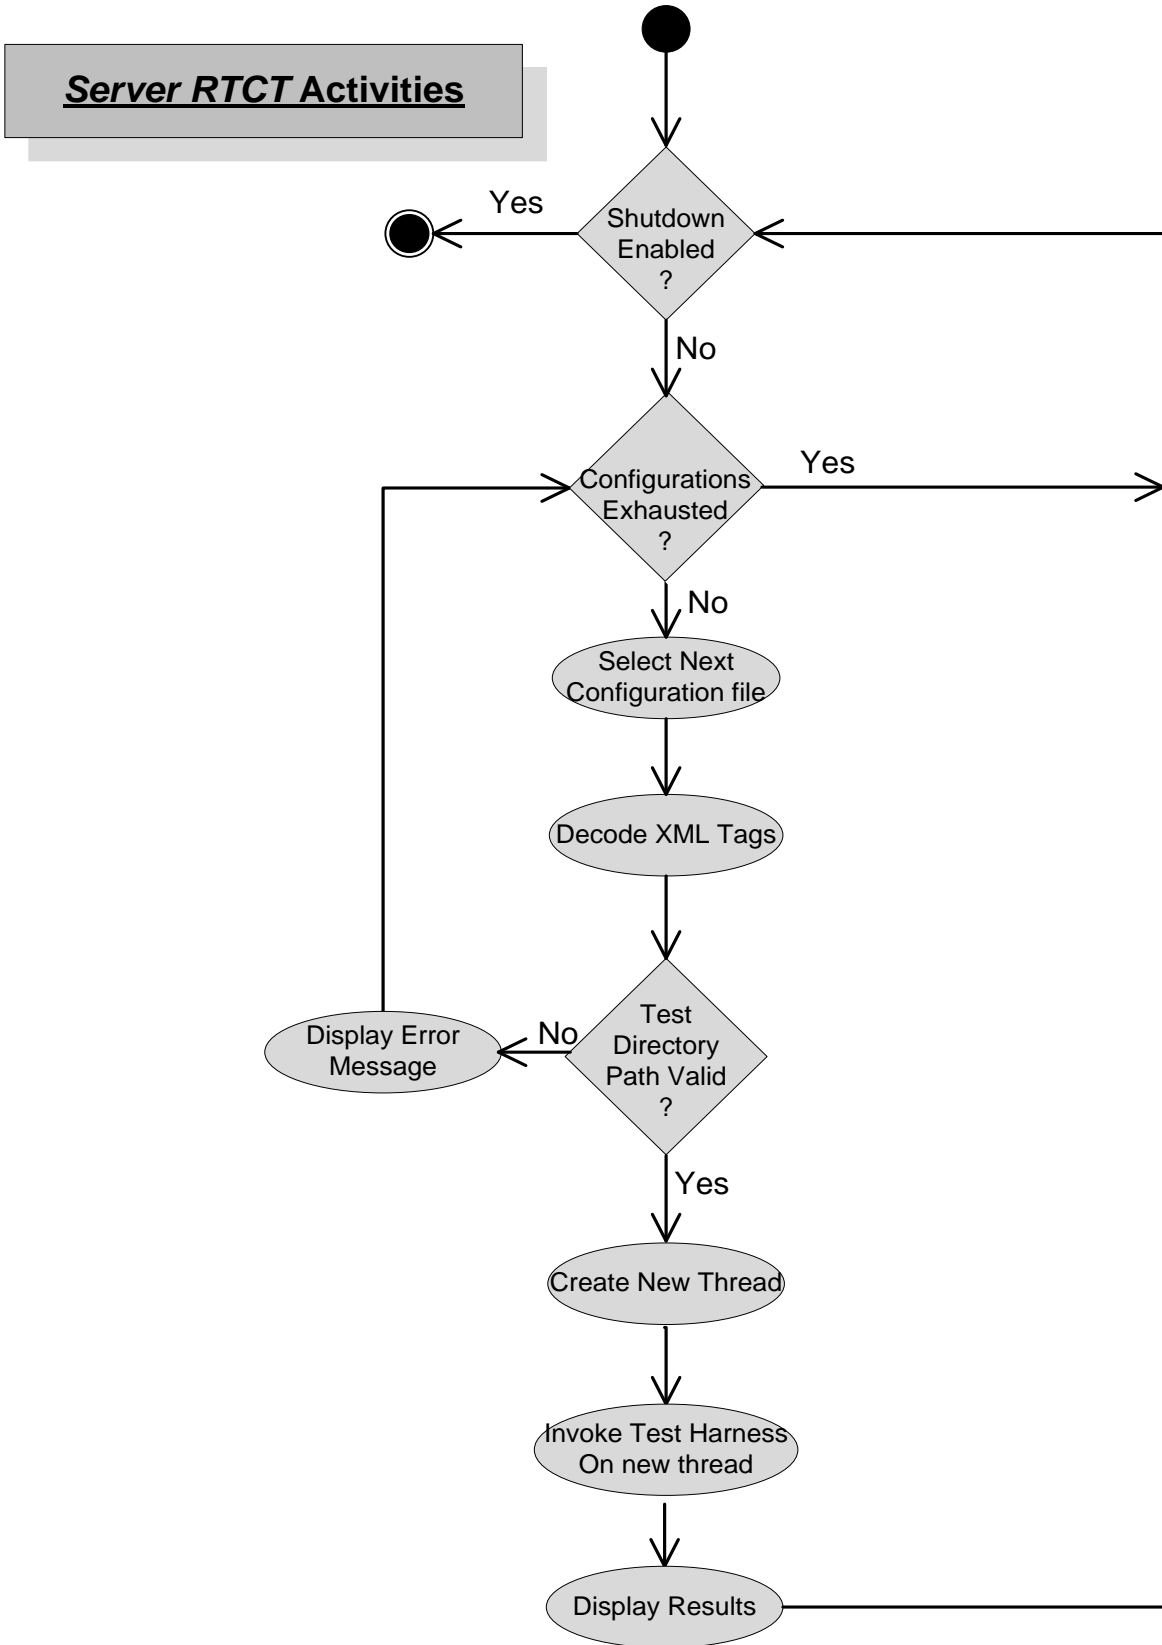 Server RTCT Activities
Yes
Shutdown
Enabled
?
No
Configurations
Exhausted
?
Yes
No
Select Next
Configuration file
Decode XML Tags
Test
Directory
Path Valid
?
No
Display Error
Message
Yes
Create New Thread
Invoke Test Harness
On new thread
Display Results